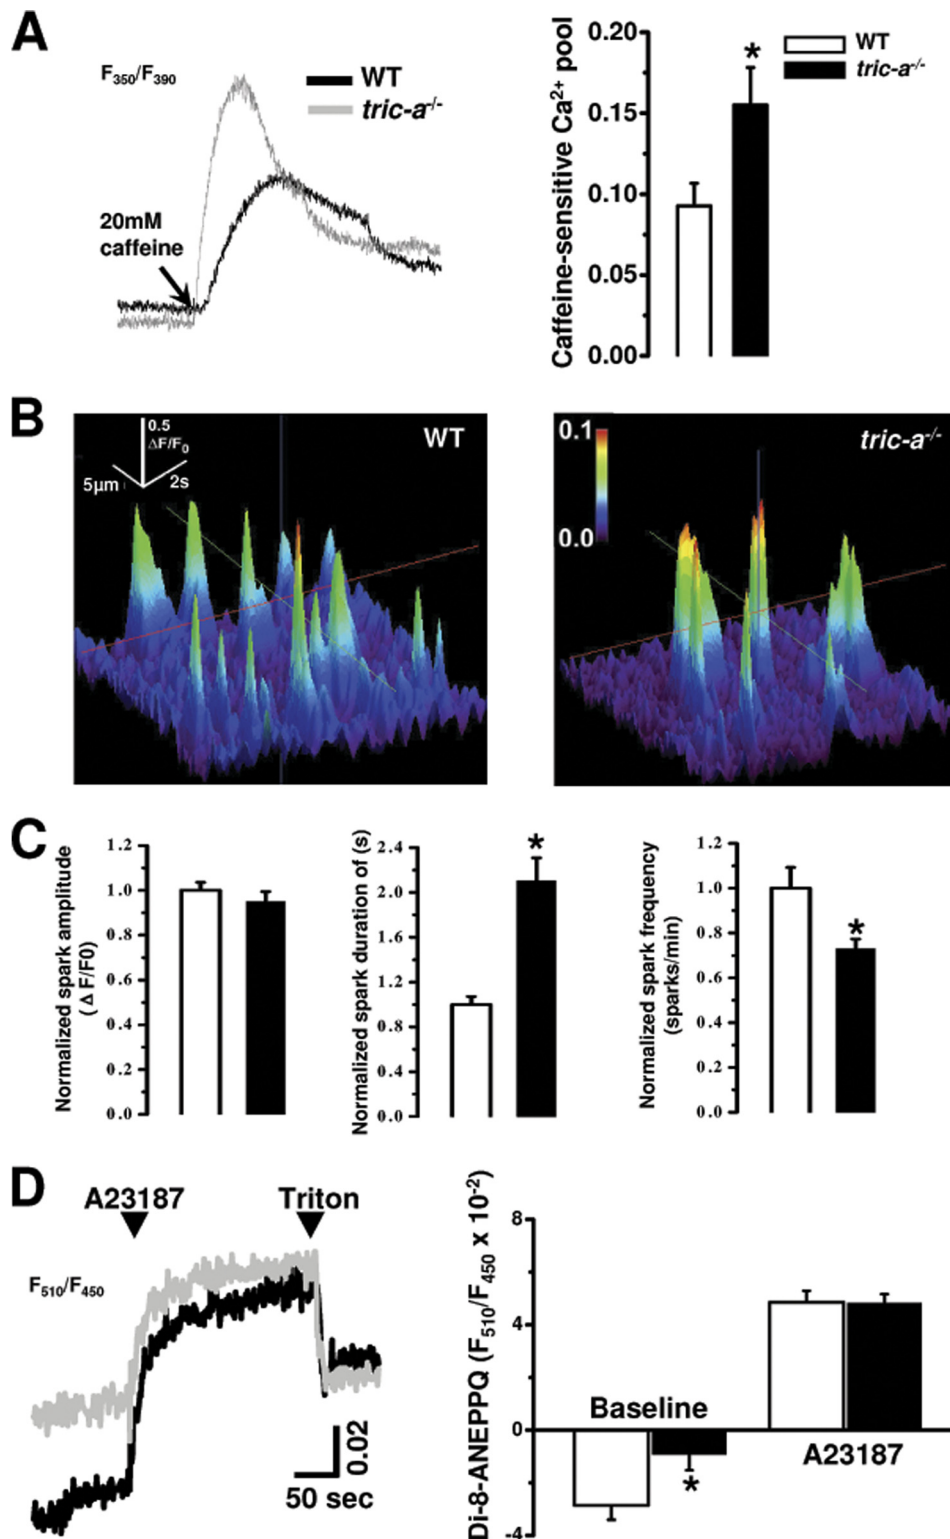 A
F350/F390
WT
tric-a-/-
20mM
caffeine
Caffeine-sensitive Ca2+ pool
0.20
0.15
0.10
0.05
0.00
*
WT
tric-a-/-
B
0.5
ΔF/F0
5μm
2s
WT
0.1
0.0
tric-a-/-
C
Normalized spark amplitude
(Δ F/F0)
1.2
1.0
0.8
0.6
0.4
0.2
0.0
Normalized spark duration of (s)
2.4
2.0
1.6
1.2
0.8
0.4
0.0
*
Normalized spark frequency
(sparks/min)
1.2
1.0
0.8
0.6
0.4
0.2
0.0
*
D
A23187
Triton
F510/F450
0.02
50 sec
Di-8-ANEPPQ (F510/F450 x 10-2)
8
4
0
-4
Baseline
*
A23187